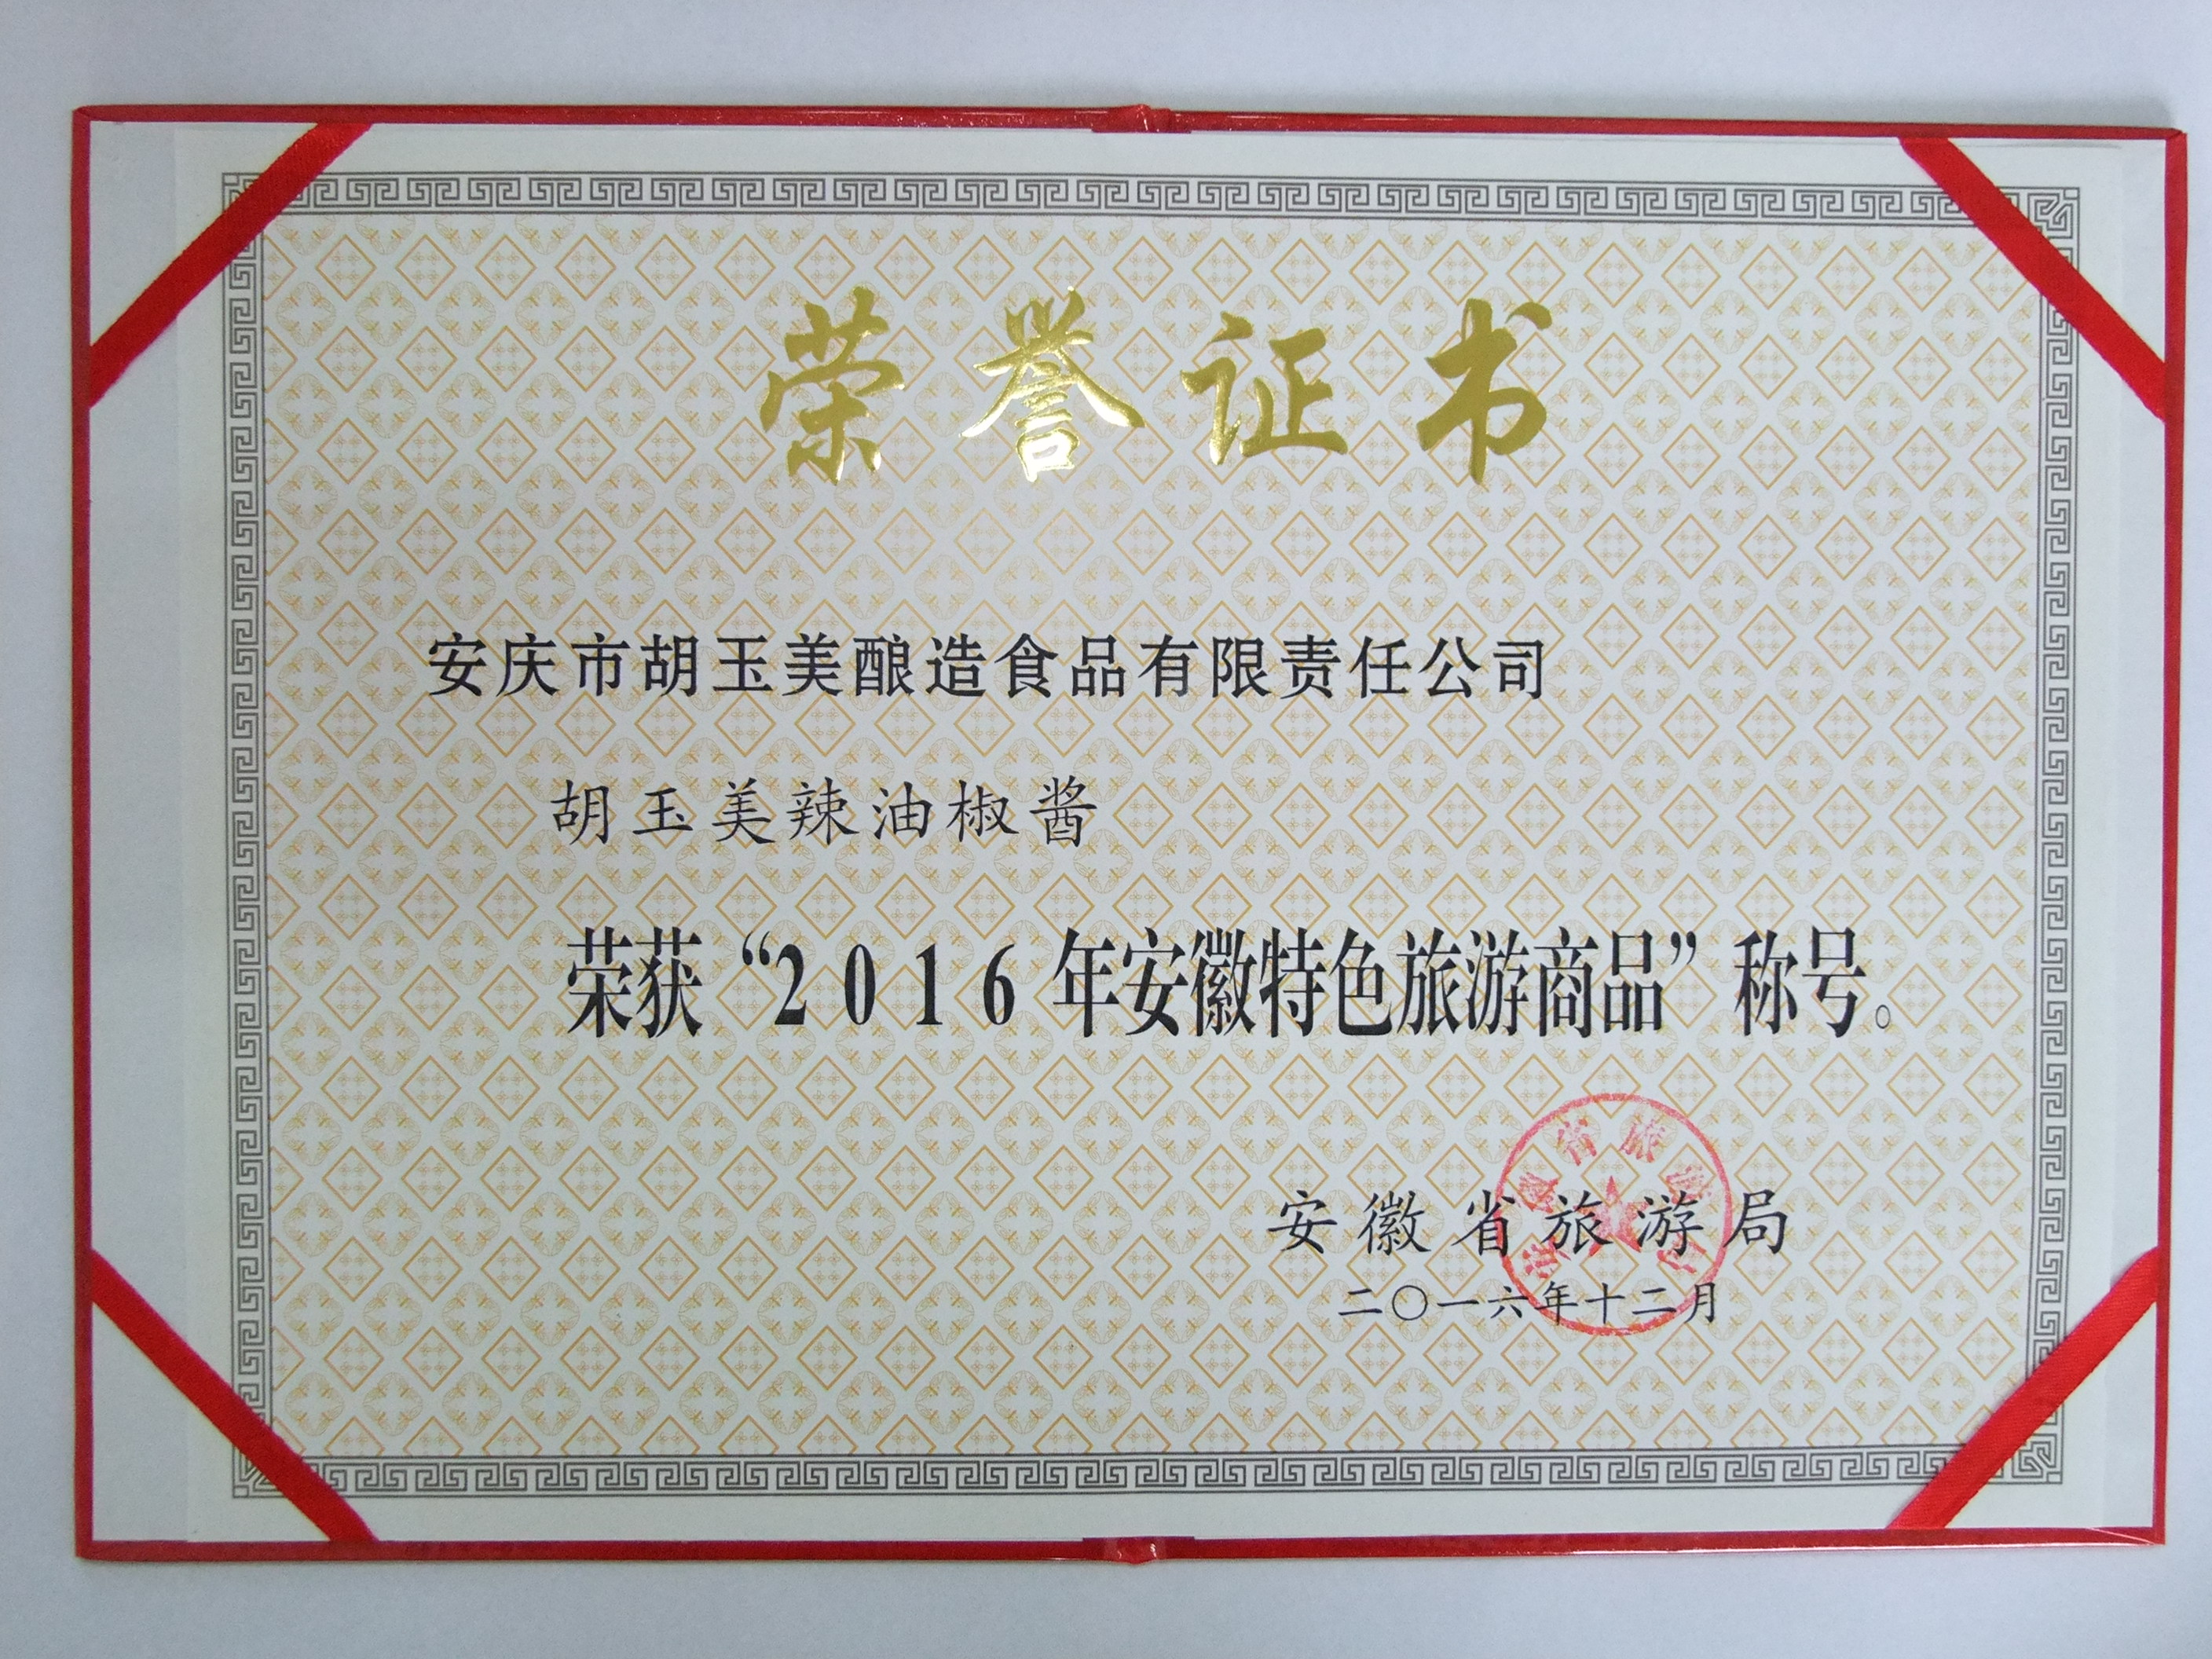 荣誉证书
安庆市胡玉美酿造食品有限责任公司
胡玉美辣油椒酱
荣获“2016年安徽特色旅游商品”称号。
安徽省旅游局
二〇一六年十二月